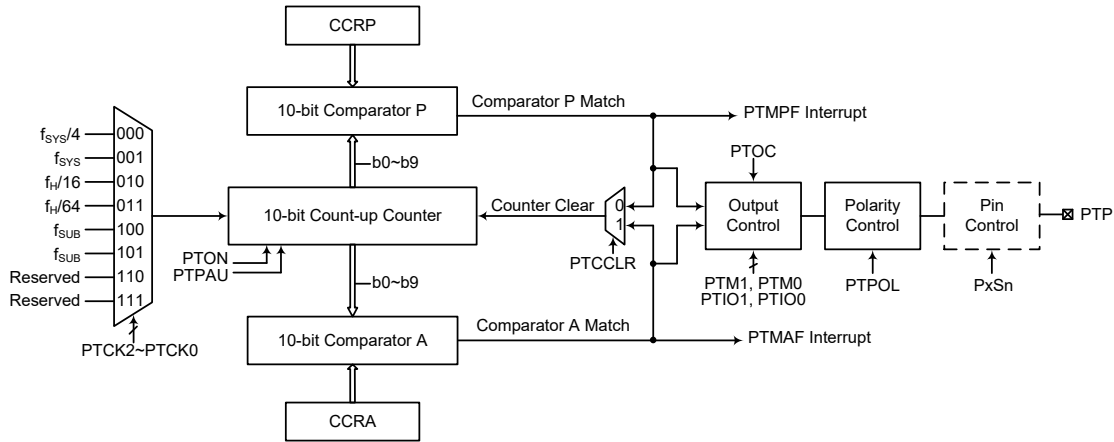 CCRP
10-bit Comparator P
Comparator P Match
PTMPF Interrupt
b0~b9
fSYS/4
000
fSYS
001
fH/16
010
fH/64
011
fSUB
100
fSUB
101
Reserved
110
Reserved
111
PTCK2~PTCK0
10-bit Count-up Counter
PTON
PTPAU
Counter Clear
0
1
PTCCLR
PTOC
Output
Control
PTM1, PTM0
PTIO1, PTIO0
Polarity
Control
PTPOL
Pin
Control
PxSn
PTP
b0~b9
10-bit Comparator A
Comparator A Match
PTMAF Interrupt
CCRA